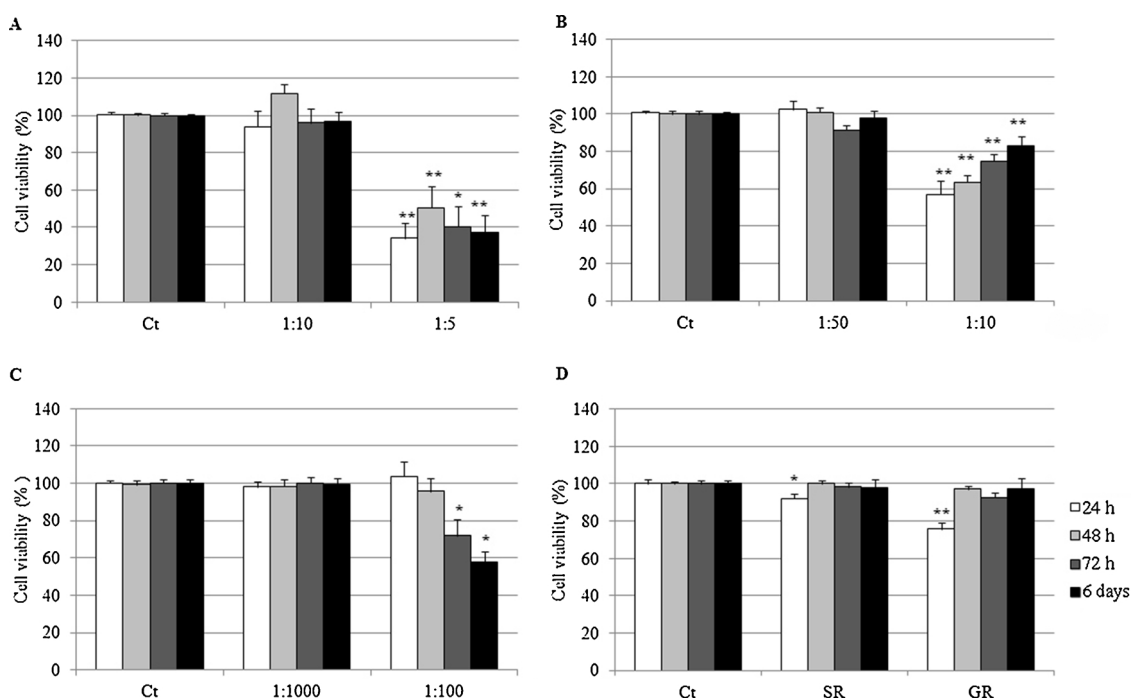 A
140
120
100
80
60
40
20
0
Cell viability (%)
** ** * **
Ct 1:10 1:5
B
140
120
100
80
60
40
20
0
Cell viability (%)
** ** ** **
Ct 1:50 1:10
C
140
120
100
80
60
40
20
0
Cell viability (% )
* *
Ct 1:1000 1:100
D
140
120
100
80
60
40
20
0
Cell viability (%)
* **
Ct SR GR
24 h
48 h
72 h
6 days